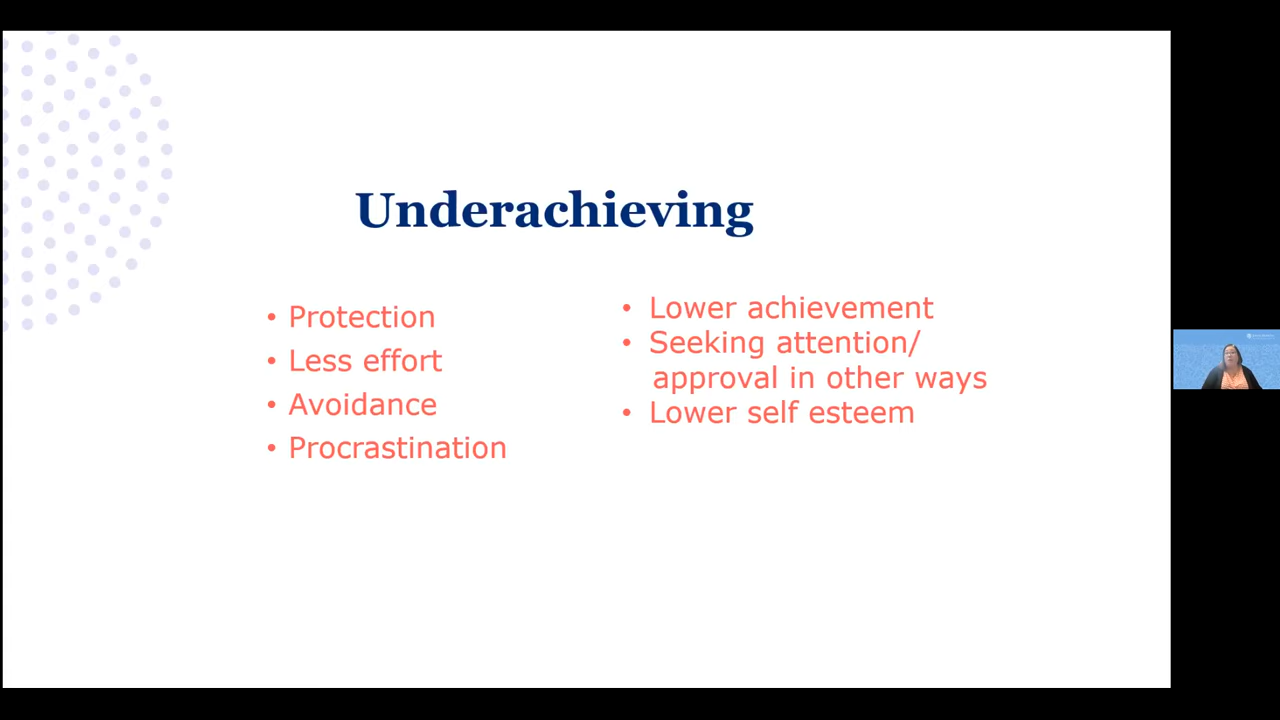 Underachieving
• Protection
• Less effort
• Avoidance
• Procrastination
• Lower achievement
• Seeking attention/
approval in other ways
• Lower self esteem